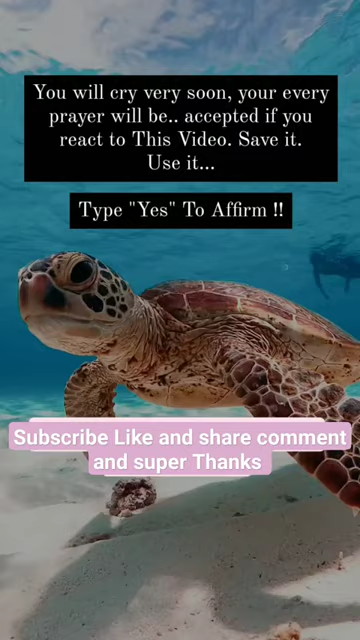 You will cry very soon, your every
prayer will be.. accepted if you
react to This Video. Save it.
Use it...
Type "Yes" To Affirm !!
Subscribe Like and share comment
and super Thanks